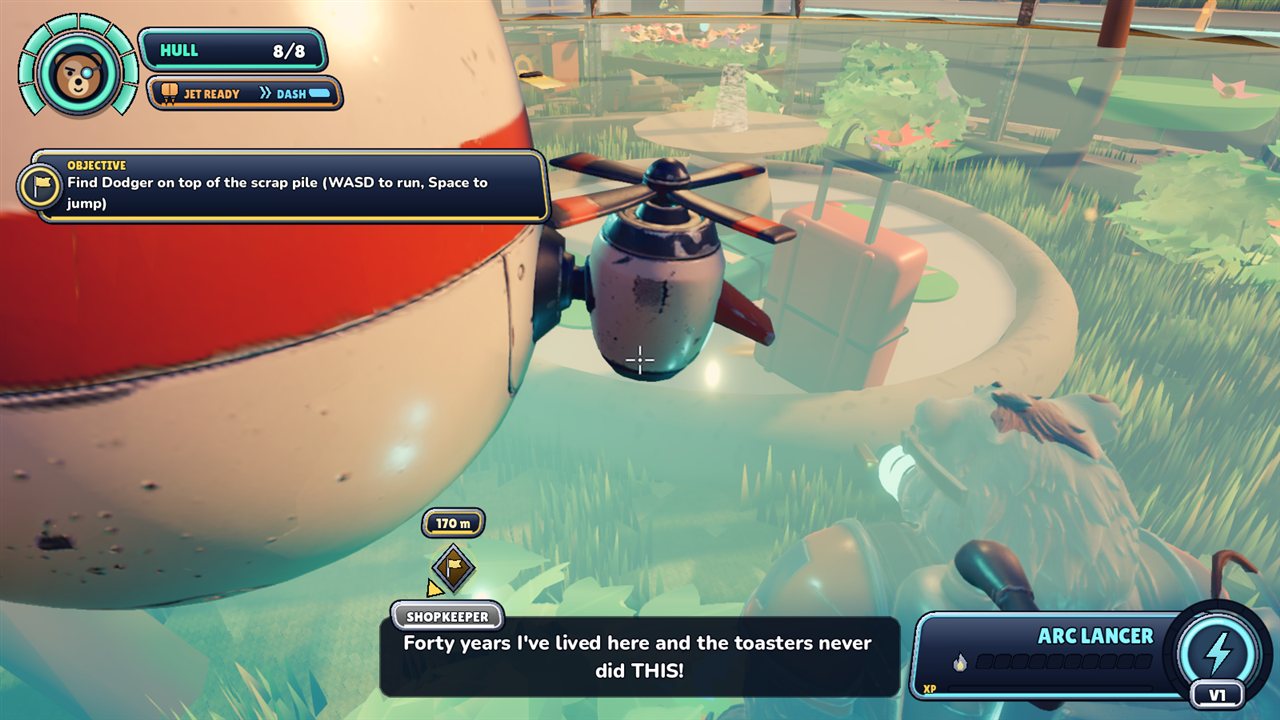 HULL 8/8
JET READY DASH
OBJECTIVE
Find Dodger on top of the scrap pile (WASD to run, Space to
jump)
170 m
SHOPKEEPER
Forty years I've lived here and the toasters never
did THIS!
ARC LANCER
XP
V1